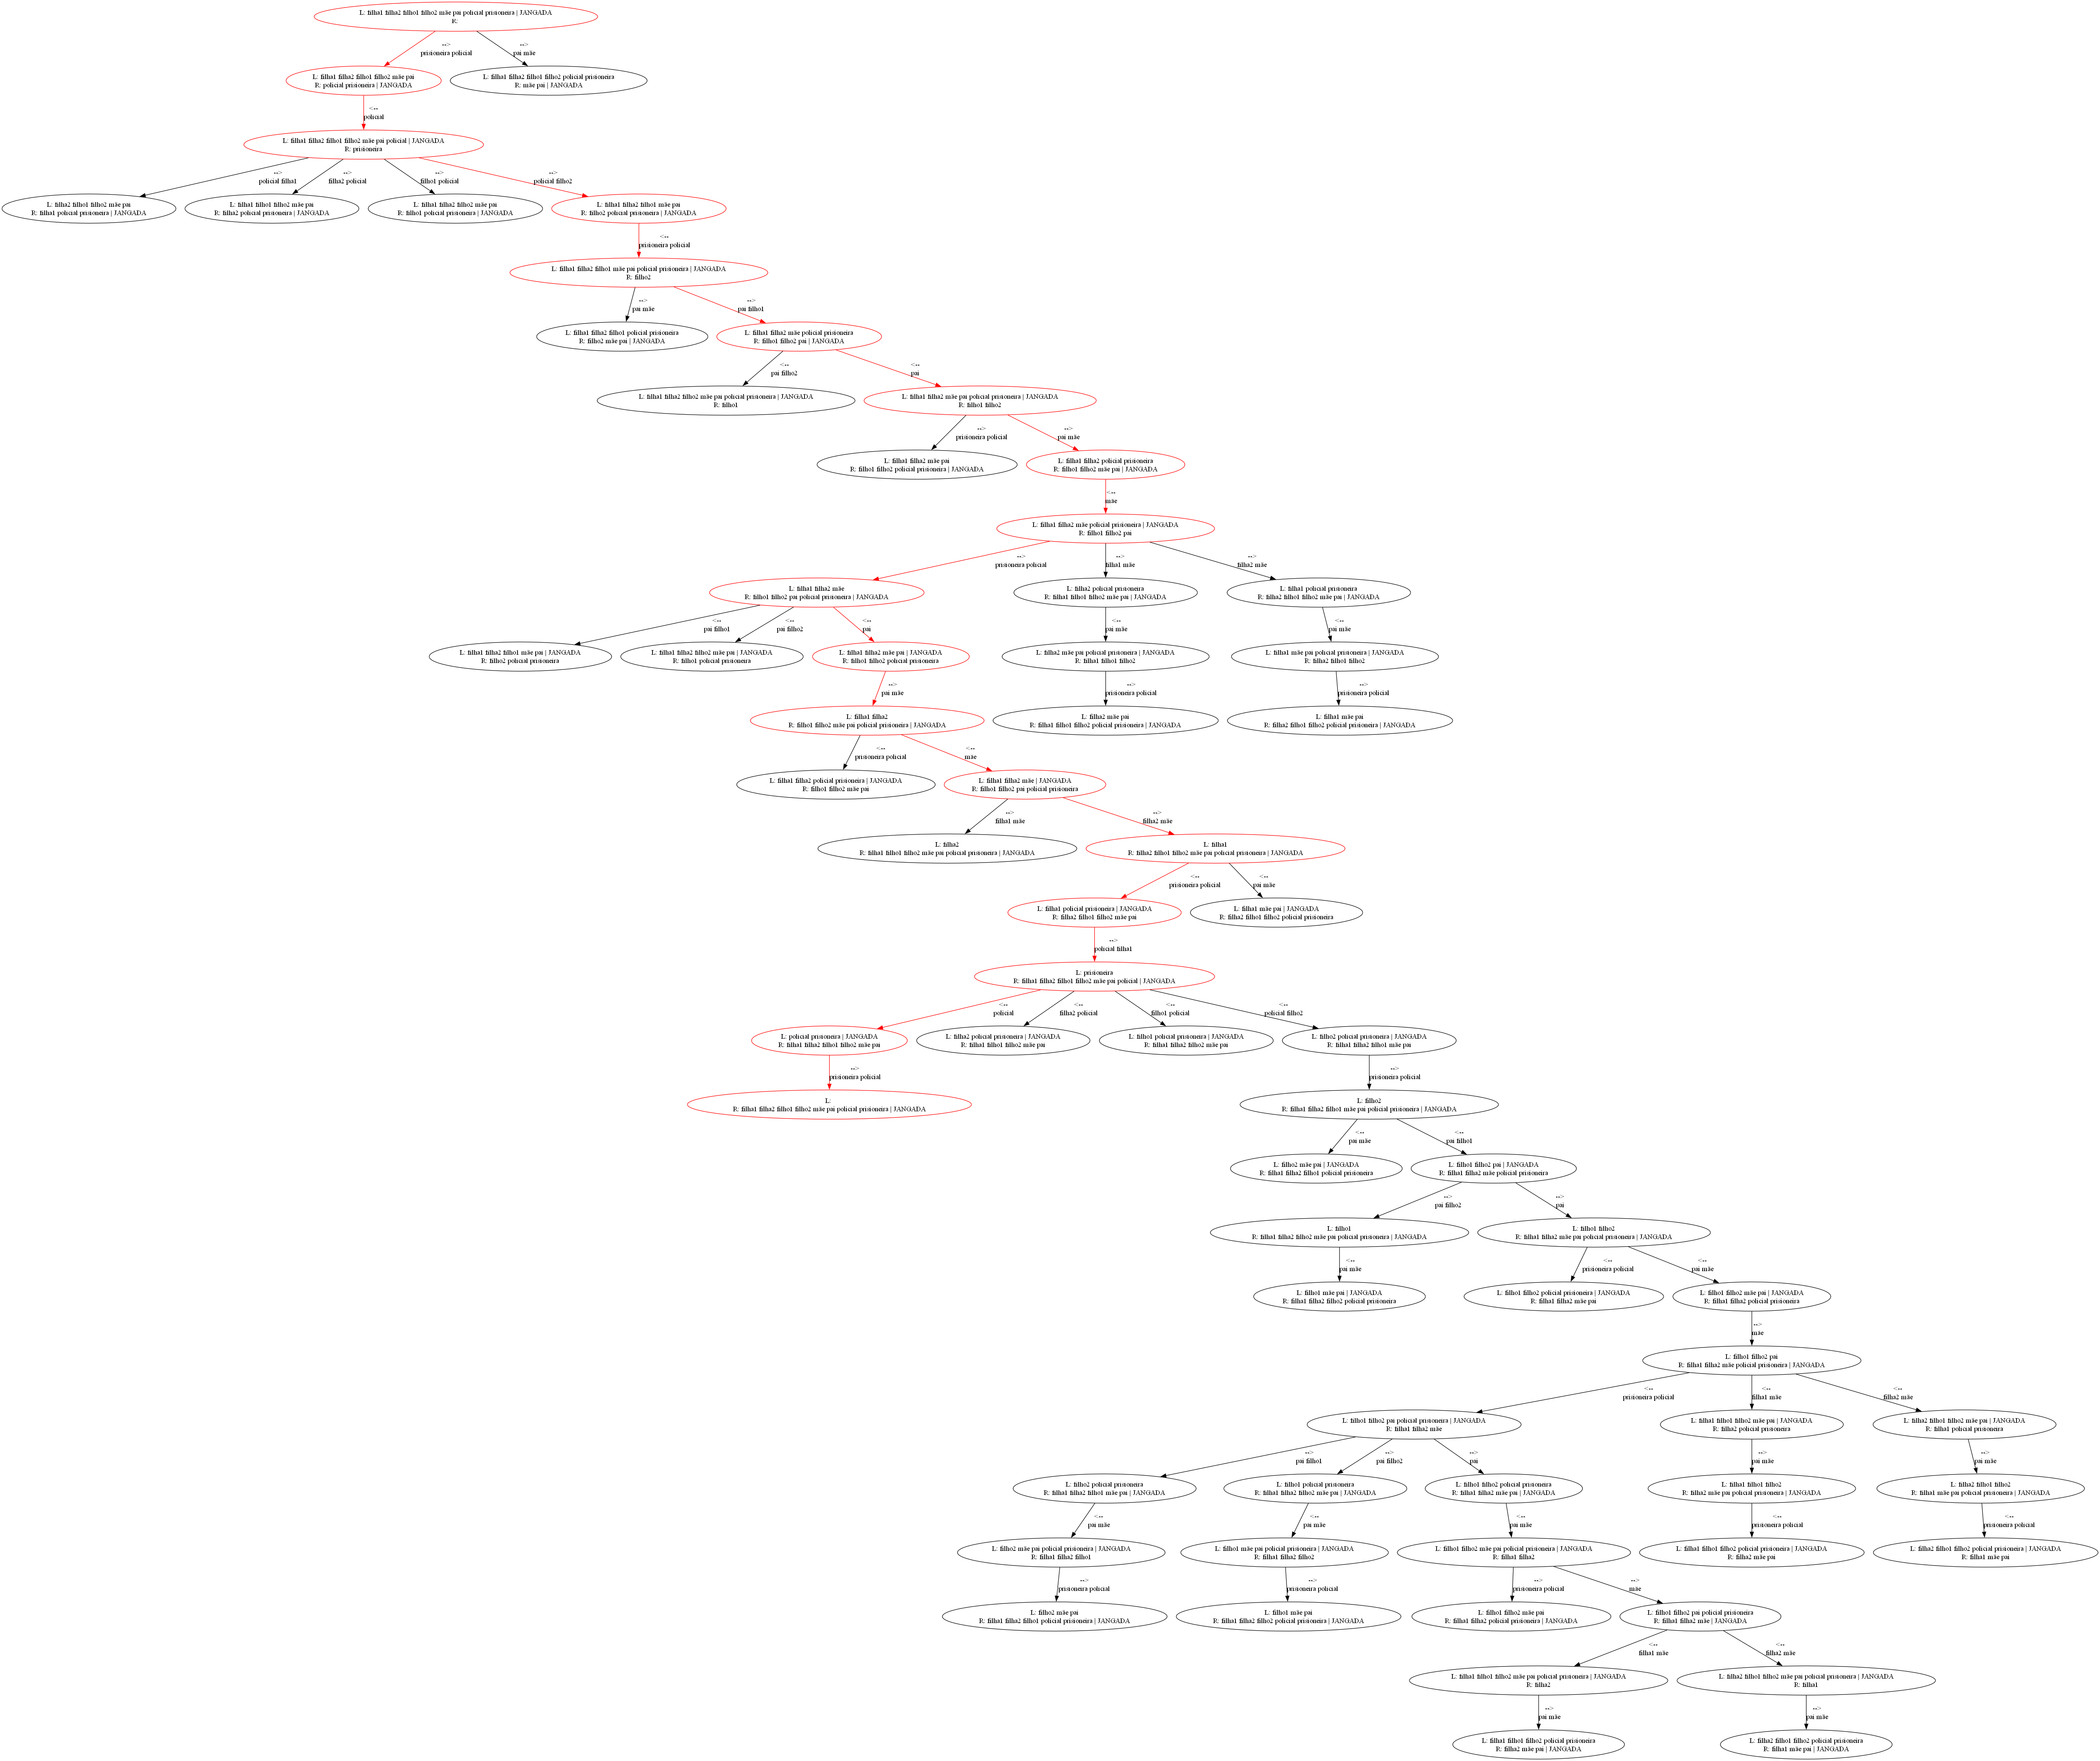 L: filha1 filha2 filho1 filho2 mãe pai policial prisioneira | JANGADA
R:
-->
prisioneira policial
-->
pai mãe
L: filha1 filha2 filho1 filho2 mãe pai
R: policial prisioneira | JANGADA
L: filha1 filha2 filho1 filho2 policial prisioneira
R: mãe pai | JANGADA
<--
policial
L: filha1 filha2 filho1 filho2 mãe pai policial | JANGADA
R: prisioneira
-->
policial filha1
-->
filha2 policial
-->
filho1 policial
-->
policial filho2
L: filha2 filho1 filho2 mãe pai
R: filha1 policial prisioneira | JANGADA
L: filha1 filho1 filho2 mãe pai
R: filha2 policial prisioneira | JANGADA
L: filha1 filha2 filho2 mãe pai
R: filho1 policial prisioneira | JANGADA
L: filha1 filha2 filho1 mãe pai
R: filho2 policial prisioneira | JANGADA
<--
prisioneira policial
L: filha1 filha2 filho1 mãe pai policial prisioneira | JANGADA
R: filho2
-->
pai mãe
-->
pai filho1
L: filha1 filha2 filho1 policial prisioneira
R: filho2 mãe pai | JANGADA
L: filha1 filha2 mãe policial prisioneira
R: filho1 filho2 pai | JANGADA
<--
pai filho2
<--
pai
L: filha1 filha2 filho2 mãe pai policial prisioneira | JANGADA
R: filho1
L: filha1 filha2 mãe pai policial prisioneira | JANGADA
R: filho1 filho2
-->
prisioneira policial
-->
pai mãe
L: filha1 filha2 mãe pai
R: filho1 filho2 policial prisioneira | JANGADA
L: filha1 filha2 policial prisioneira
R: filho1 filho2 mãe pai | JANGADA
<--
mãe
L: filha1 filha2 mãe policial prisioneira | JANGADA
R: filho1 filho2 pai
-->
prisioneira policial
-->
filha1 mãe
-->
filha2 mãe
L: filha1 filha2 mãe
R: filho1 filho2 pai policial prisioneira | JANGADA
L: filha2 policial prisioneira
R: filha1 filho1 filho2 mãe pai | JANGADA
L: filha1 policial prisioneira
R: filha2 filho1 filho2 mãe pai | JANGADA
<--
pai filho1
<--
pai filho2
<--
pai
<--
pai mãe
<--
pai mãe
L: filha1 filha2 filho1 mãe pai | JANGADA
R: filho2 policial prisioneira
L: filha1 filha2 filho2 mãe pai | JANGADA
R: filho1 policial prisioneira
L: filha1 filha2 mãe pai | JANGADA
R: filho1 filho2 policial prisioneira
L: filha2 mãe pai policial prisioneira | JANGADA
R: filha1 filho1 filho2
L: filha1 mãe pai policial prisioneira | JANGADA
R: filha2 filho1 filho2
-->
pai mãe
-->
prisioneira policial
-->
prisioneira policial
L: filha1 filha2
R: filho1 filho2 mãe pai policial prisioneira | JANGADA
L: filha2 mãe pai
R: filha1 filho1 filho2 policial prisioneira | JANGADA
L: filha1 mãe pai
R: filha2 filho1 filho2 policial prisioneira | JANGADA
<--
prisioneira policial
<--
mãe
L: filha1 filha2 policial prisioneira | JANGADA
R: filho1 filho2 mãe pai
L: filha1 filha2 mãe | JANGADA
R: filho1 filho2 pai policial prisioneira
-->
filha1 mãe
-->
filha2 mãe
L: filha2
R: filha1 filho1 filho2 mãe pai policial prisioneira | JANGADA
L: filha1
R: filha2 filho1 filho2 mãe pai policial prisioneira | JANGADA
<--
prisioneira policial
<--
pai mãe
L: filha1 policial prisioneira | JANGADA
R: filha2 filho1 filho2 mãe pai
L: filha1 mãe pai | JANGADA
R: filha2 filho1 filho2 policial prisioneira
-->
policial filha1
L: prisioneira
R: filha1 filha2 filho1 filho2 mãe pai policial | JANGADA
<--
policial
<--
filha2 policial
<--
filho1 policial
<--
policial filho2
L: policial prisioneira | JANGADA
R: filha1 filha2 filho1 filho2 mãe pai
L: filha2 policial prisioneira | JANGADA
R: filha1 filho1 filho2 mãe pai
L: filho1 policial prisioneira | JANGADA
R: filha1 filha2 filho2 mãe pai
L: filho2 policial prisioneira | JANGADA
R: filha1 filha2 filho1 mãe pai
-->
prisioneira policial
-->
prisioneira policial
L:
R: filha1 filha2 filho1 filho2 mãe pai policial prisioneira | JANGADA
L: filho2
R: filha1 filha2 filho1 mãe pai policial prisioneira | JANGADA
<--
pai mãe
<--
pai filho1
L: filho2 mãe pai | JANGADA
R: filha1 filha2 filho1 policial prisioneira
L: filho1 filho2 pai | JANGADA
R: filha1 filha2 mãe policial prisioneira
-->
pai filho2
-->
pai
L: filho1
R: filha1 filha2 filho2 mãe pai policial prisioneira | JANGADA
L: filho1 filho2
R: filha1 filha2 mãe pai policial prisioneira | JANGADA
<--
pai mãe
<--
prisioneira policial
<--
pai mãe
L: filho1 mãe pai | JANGADA
R: filha1 filha2 filho2 policial prisioneira
L: filho1 filho2 policial prisioneira | JANGADA
R: filha1 filha2 mãe pai
L: filho1 filho2 mãe pai | JANGADA
R: filha1 filha2 policial prisioneira
-->
mãe
L: filho1 filho2 pai
R: filha1 filha2 mãe policial prisioneira | JANGADA
<--
prisioneira policial
<--
filha1 mãe
<--
filha2 mãe
L: filho1 filho2 pai policial prisioneira | JANGADA
R: filha1 filha2 mãe
L: filha1 filho1 filho2 mãe pai | JANGADA
R: filha2 policial prisioneira
L: filha2 filho1 filho2 mãe pai | JANGADA
R: filha1 policial prisioneira
-->
pai filho1
-->
pai filho2
-->
pai
-->
pai mãe
-->
pai mãe
L: filho2 policial prisioneira
R: filha1 filha2 filho1 mãe pai | JANGADA
L: filho1 policial prisioneira
R: filha1 filha2 filho2 mãe pai | JANGADA
L: filho1 filho2 policial prisioneira
R: filha1 filha2 mãe pai | JANGADA
L: filha1 filho1 filho2
R: filha2 mãe pai policial prisioneira | JANGADA
L: filha2 filho1 filho2
R: filha1 mãe pai policial prisioneira | JANGADA
<--
pai mãe
<--
pai mãe
<--
pai mãe
<--
prisioneira policial
<--
prisioneira policial
L: filho2 mãe pai policial prisioneira | JANGADA
R: filha1 filha2 filho1
L: filho1 mãe pai policial prisioneira | JANGADA
R: filha1 filha2 filho2
L: filho1 filho2 mãe pai policial prisioneira | JANGADA
R: filha1 filha2
L: filha1 filho1 filho2 policial prisioneira | JANGADA
R: filha2 mãe pai
L: filha2 filho1 filho2 policial prisioneira | JANGADA
R: filha1 mãe pai
-->
prisioneira policial
-->
prisioneira policial
-->
prisioneira policial
-->
mãe
L: filho2 mãe pai
R: filha1 filha2 filho1 policial prisioneira | JANGADA
L: filho1 mãe pai
R: filha1 filha2 filho2 policial prisioneira | JANGADA
L: filho1 filho2 mãe pai
R: filha1 filha2 policial prisioneira | JANGADA
L: filho1 filho2 pai policial prisioneira
R: filha1 filha2 mãe | JANGADA
<--
filha1 mãe
<--
filha2 mãe
L: filha1 filho1 filho2 mãe pai policial prisioneira | JANGADA
R: filha2
L: filha2 filho1 filho2 mãe pai policial prisioneira | JANGADA
R: filha1
-->
pai mãe
-->
pai mãe
L: filha1 filho1 filho2 policial prisioneira
R: filha2 mãe pai | JANGADA
L: filha2 filho1 filho2 policial prisioneira
R: filha1 mãe pai | JANGADA